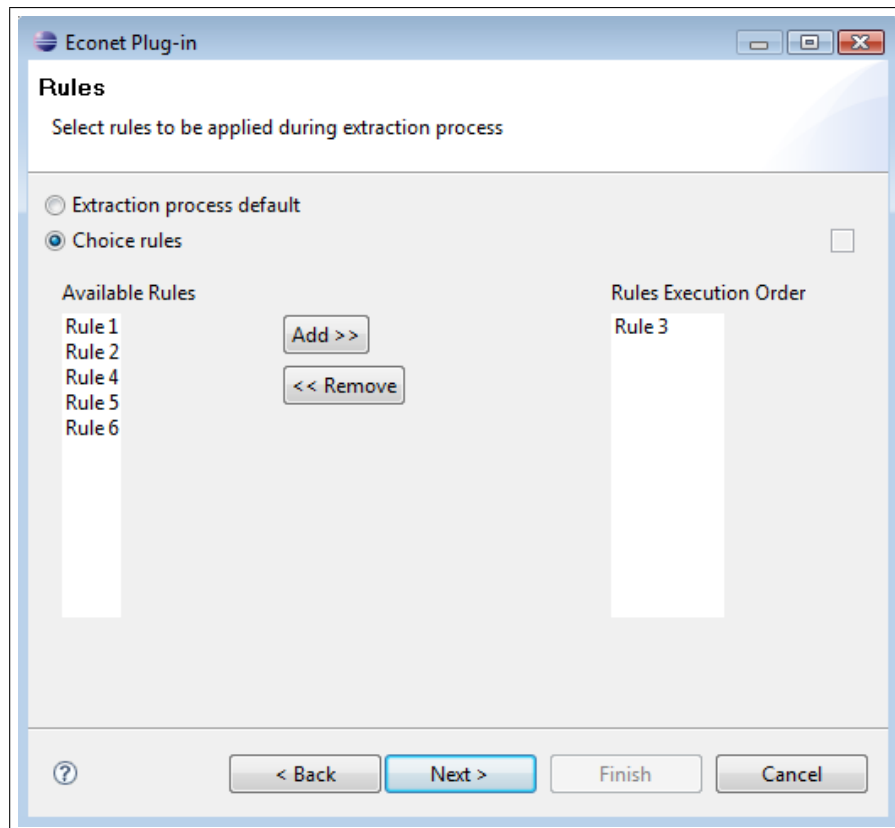 Econet Plug-in
Rules
Select rules to be applied during extraction process
Extraction process default
Choice rules
Available Rules
Rule 1
Rule 2
Rule 4
Rule 5
Rule 6
Add >>
<< Remove
Rules Execution Order
Rule 3
?
< Back
Next >
Finish
Cancel